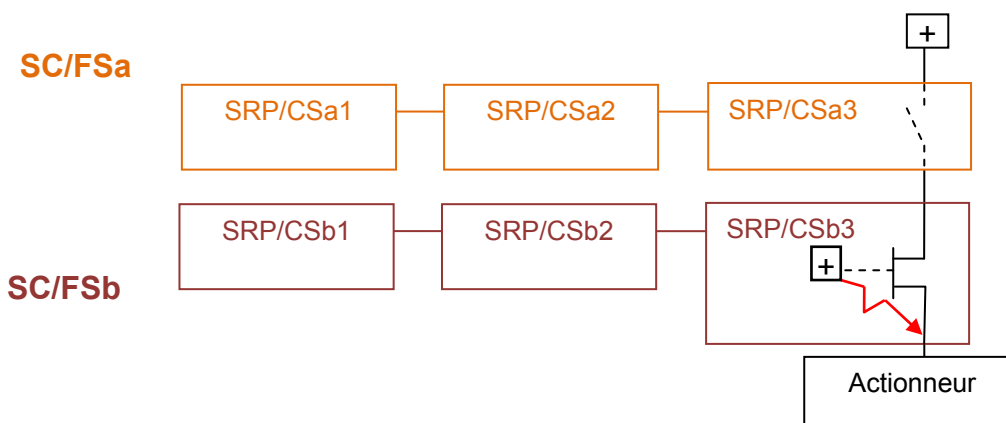 +
SC/FSa
SRP/CSa1
SRP/CSa2
SRP/CSa3
SRP/CSb1
SRP/CSb2
SRP/CSb3
+
SC/FSb
Actionneur